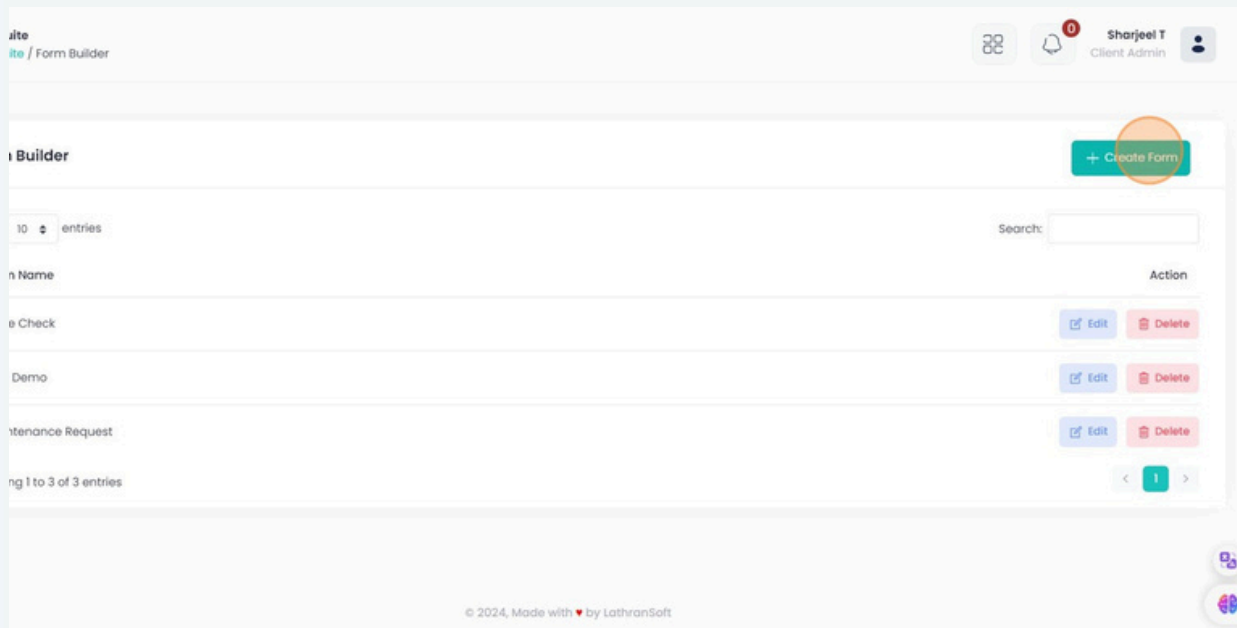 uite
ite / Form Builder
0
Sharjeel T
Client Admin
Builder
+ Create Form
10 entries
Search:
Name
Action
e Check
Edit Delete
Demo
Edit Delete
ntenance Request
Edit Delete
ng 1 to 3 of 3 entries
< 1 >
© 2024, Made with ♥ by LathranSoft